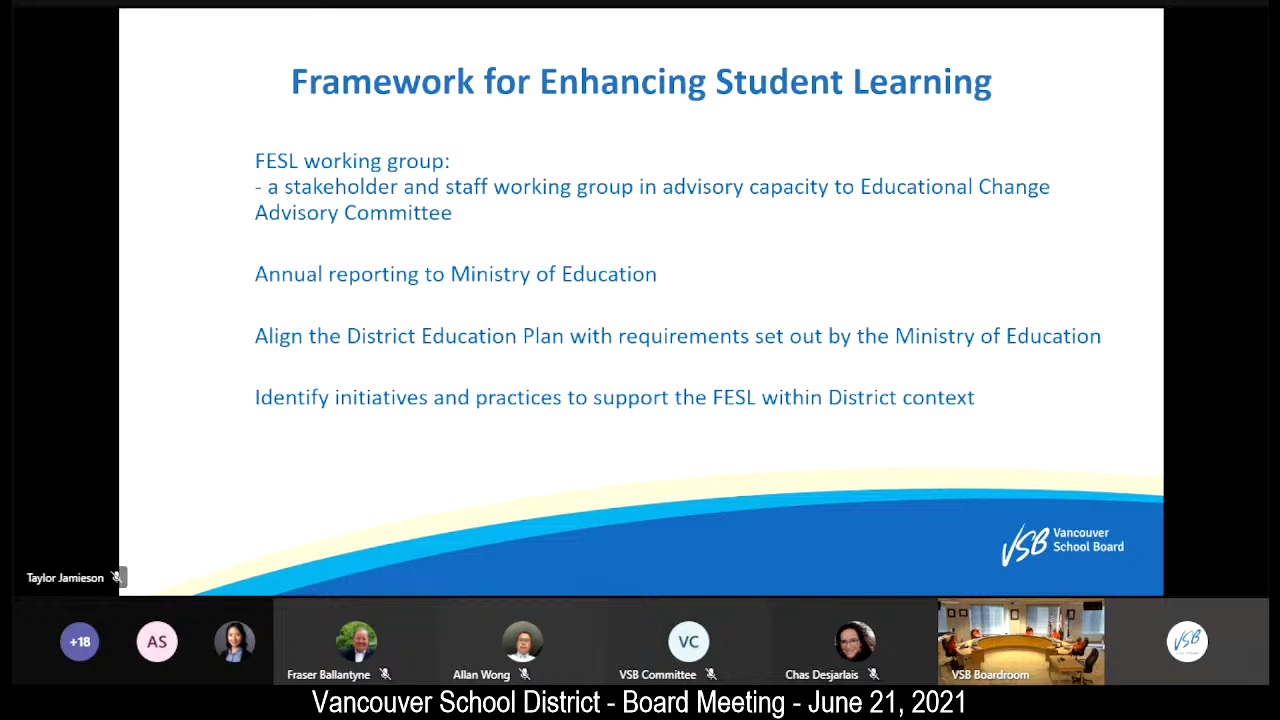 Framework for Enhancing Student Learning
FESL working group:
- a stakeholder and staff working group in advisory capacity to Educational Change
Advisory Committee
Annual reporting to Ministry of Education
Align the District Education Plan with requirements set out by the Ministry of Education
Identify initiatives and practices to support the FESL within District context
VSB Vancouver
School Board
Taylor Jamieson
+18
AS
VC
VSB
Fraser Ballantyne
Allan Wong
VSB Committee
Chas Desjarlais
VSB Boardroom
Vancouver School District - Board Meeting - June 21, 2021